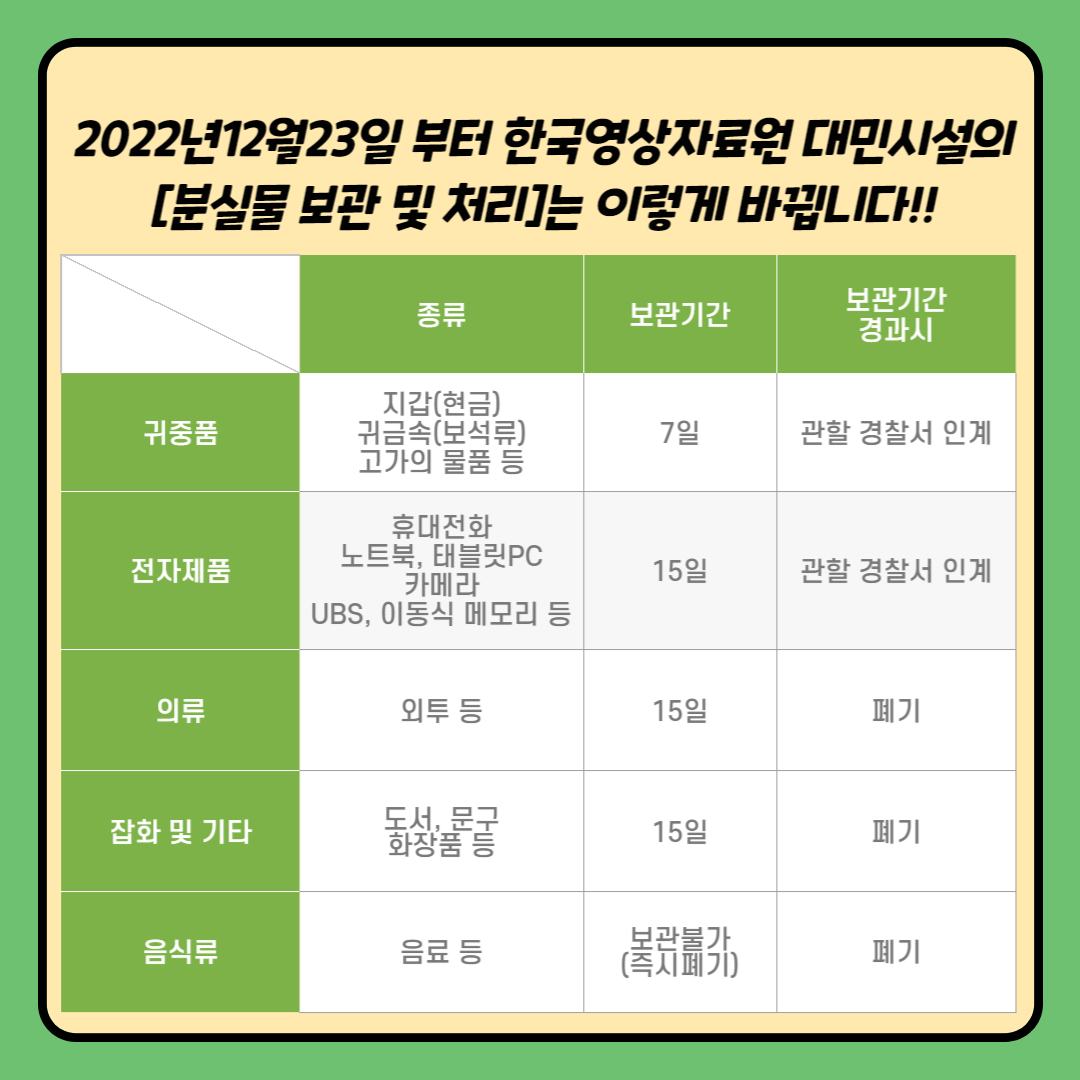 2022년12월23일 부터 한국영상자료원 대민시설의
[분실물 보관 및 처리]는 이렇게 바뀝니다!!
종류
보관기간
보관기간
경과시
귀중품
지갑(현금)
귀금속(보석류)
고가의 물품 등
7일
관할 경찰서 인계
전자제품
휴대전화
노트북, 태블릿PC
카메라
UBS, 이동식 메모리 등
15일
관할 경찰서 인계
의류
외투 등
15일
폐기
잡화 및 기타
도서, 문구
화장품 등
15일
폐기
음식류
음료 등
보관불가
(즉시폐기)
폐기